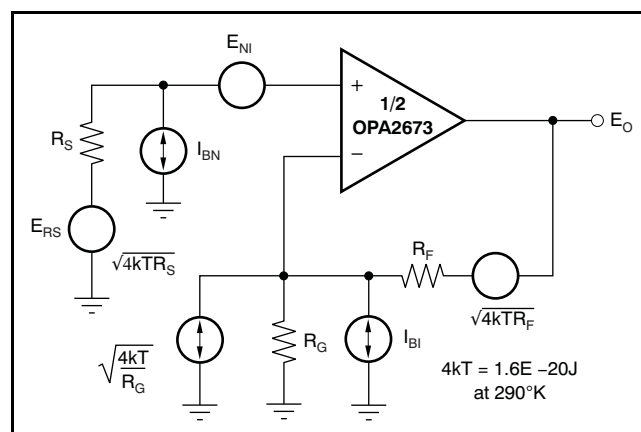 E_NI
1/2
OPA2673
+
−
E_O
R_S
I_BN
E_RS
√4kTR_S
R_F
√4kTR_F
√4kT/R_G
R_G
I_BI
4kT = 1.6E −20J
at 290°K